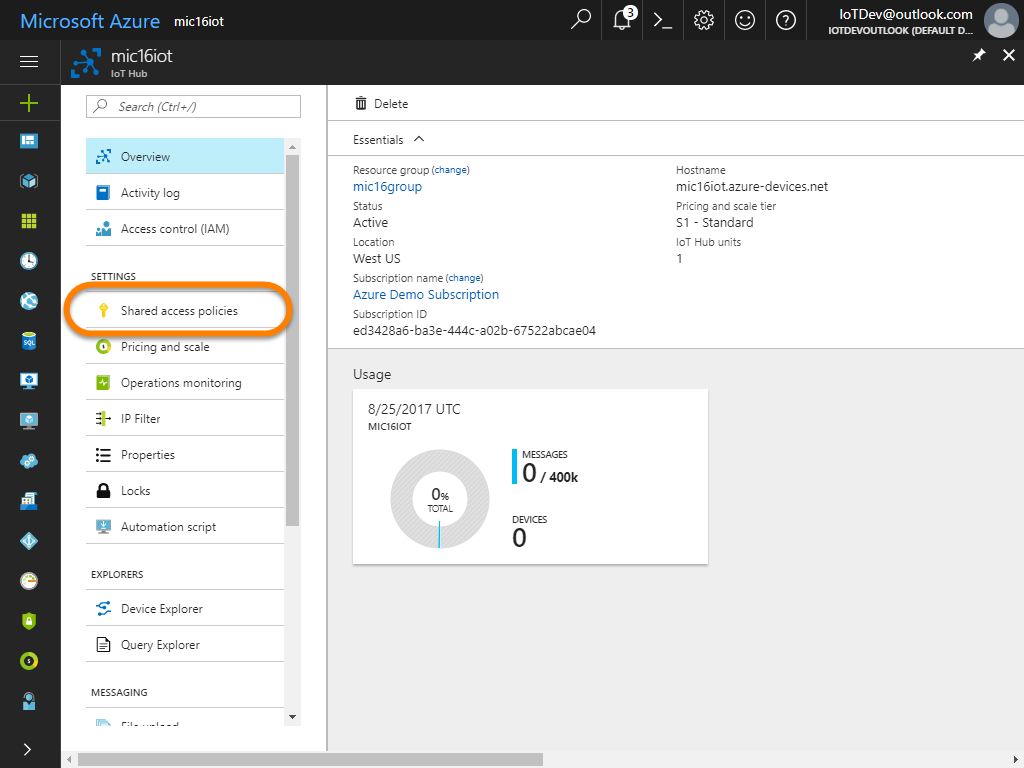 Microsoft Azure mic16iot
3
IoTDev@outlook.com
IOTDEVOUTLOOK (DEFAULT D...
mic16iot
IoT Hub
Search (Ctrl+/)
Overview
Activity log
Access control (IAM)
SETTINGS
Shared access policies
Pricing and scale
Operations monitoring
IP Filter
Properties
Locks
Automation script
EXPLORERS
Device Explorer
Query Explorer
MESSAGING
File upload
Delete
Essentials
Resource group (change)
mic16group
Status
Active
Location
West US
Subscription name (change)
Azure Demo Subscription
Subscription ID
ed3428a6-ba3e-444c-a02b-67522abcae04
Hostname
mic16iot.azure-devices.net
Pricing and scale tier
S1 - Standard
IoT Hub units
1
Usage
8/25/2017 UTC
MIC16IOT
0%
TOTAL
MESSAGES
0 / 400k
DEVICES
0
SQL